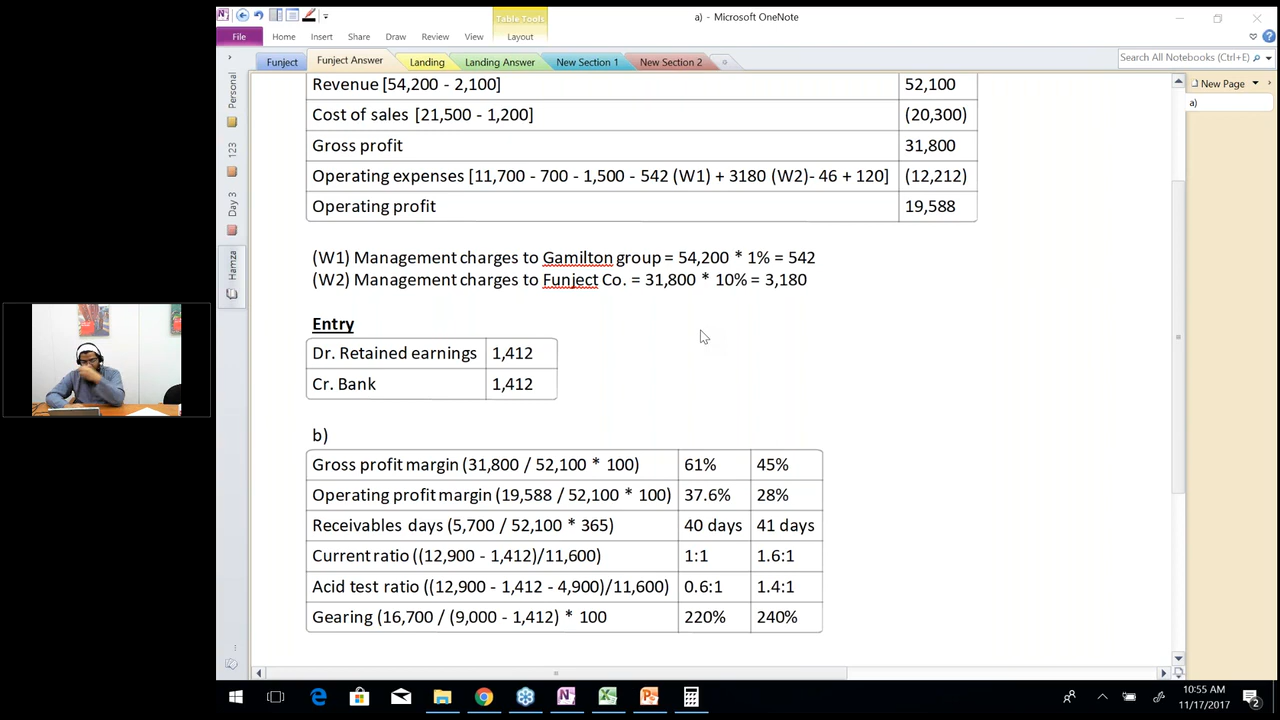 Table Tools
a) - Microsoft OneNote
File Home Insert Share Draw Review View Layout
Funject Funject Answer Landing Landing Answer New Section 1 New Section 2
Search All Notebooks (Ctrl+E)
New Page
a)
Personal
123
Day 3
Hamza
Revenue [54,200 - 2,100] 52,100
Cost of sales [21,500 - 1,200] (20,300)
Gross profit 31,800
Operating expenses [11,700 - 700 - 1,500 - 542 (W1) + 3180 (W2)- 46 + 120] (12,212)
Operating profit 19,588
(W1) Management charges to Gamilton group = 54,200 * 1% = 542
(W2) Management charges to Funject Co. = 31,800 * 10% = 3,180
Entry
Dr. Retained earnings 1,412
Cr. Bank 1,412
b)
Gross profit margin (31,800 / 52,100 * 100) 61% 45%
Operating profit margin (19,588 / 52,100 * 100) 37.6% 28%
Receivables days (5,700 / 52,100 * 365) 40 days 41 days
Current ratio ((12,900 - 1,412)/11,600) 1:1 1.6:1
Acid test ratio ((12,900 - 1,412 - 4,900)/11,600) 0.6:1 1.4:1
Gearing (16,700 / (9,000 - 1,412) * 100 220% 240%
10:55 AM
11/17/2017
2